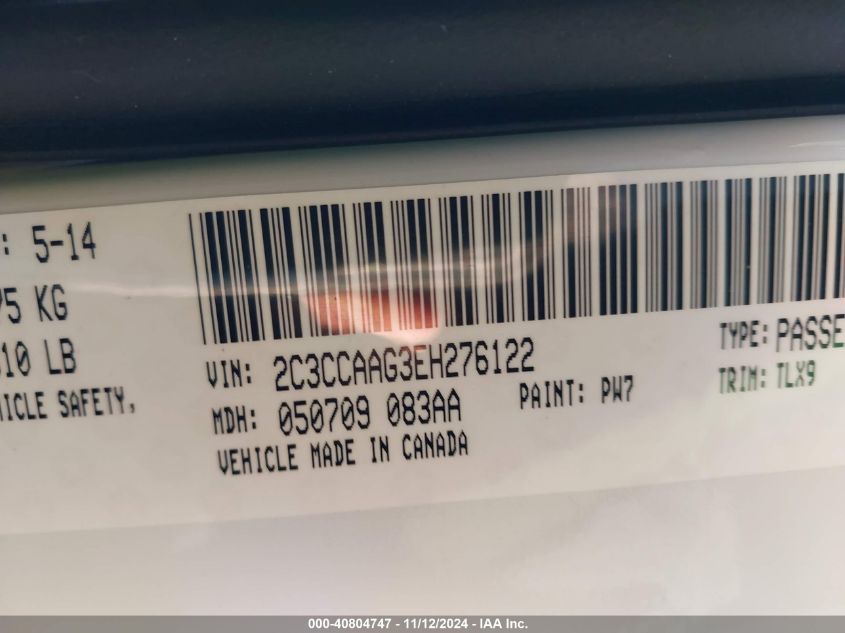 : 5-14
75 KG
10 LB
HICLE SAFETY,
VIN: 2C3CCAAG3EH276122
TYPE: PASSE
MDH: 050709 083AA
PAINT: PW7
TRIM: TLX9
VEHICLE MADE IN CANADA
000-40804747 - 11/12/2024 - IAA Inc.